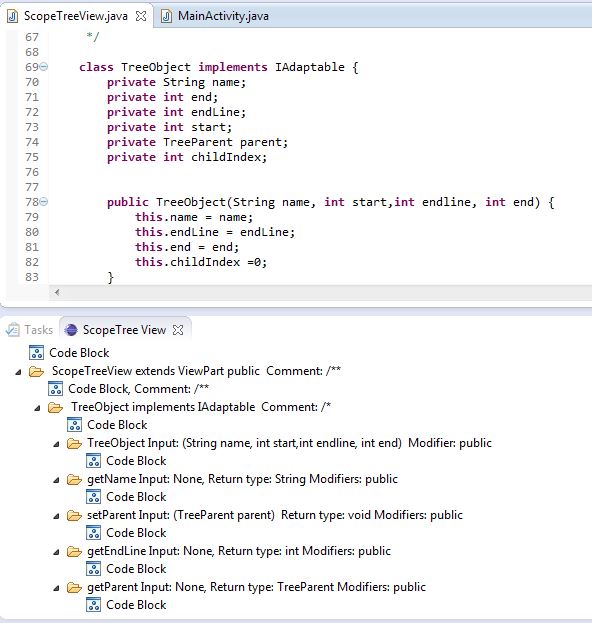 ScopeTreeView.java MainActivity.java
67 */
68
69 class TreeObject implements IAdaptable {
70 private String name;
71 private int end;
72 private int endLine;
73 private int start;
74 private TreeParent parent;
75 private int childIndex;
76
77
78 public TreeObject(String name, int start,int endline, int end) {
79 this.name = name;
80 this.endLine = endLine;
81 this.end = end;
82 this.childIndex =0;
83 }
Tasks ScopeTree View
Code Block
ScopeTreeView extends ViewPart public Comment: /**
Code Block, Comment: /**
TreeObject implements IAdaptable Comment: /*
Code Block
TreeObject Input: (String name, int start,int endline, int end) Modifier: public
Code Block
getName Input: None, Return type: String Modifiers: public
Code Block
setParent Input: (TreeParent parent) Return type: void Modifiers: public
Code Block
getEndLine Input: None, Return type: int Modifiers: public
Code Block
getParent Input: None, Return type: TreeParent Modifiers: public
Code Block